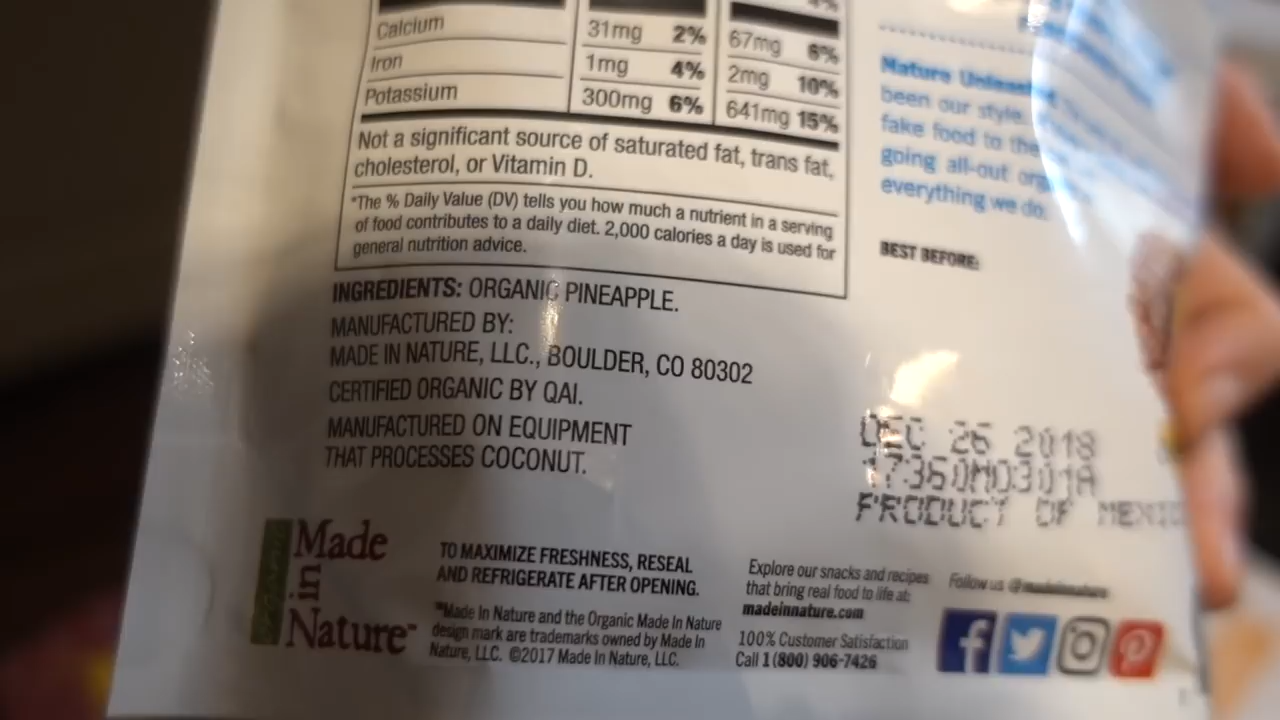 4%
Calcium 31mg 2% 67mg 6%
Iron 1mg 4% 2mg 10%
Potassium 300mg 6% 641mg 15%
Not a significant source of saturated fat, trans fat,
cholesterol, or Vitamin D.
*The % Daily Value (DV) tells you how much a nutrient in a serving
of food contributes to a daily diet. 2,000 calories a day is used for
general nutrition advice.
INGREDIENTS: ORGANIC PINEAPPLE.
MANUFACTURED BY:
MADE IN NATURE, LLC., BOULDER, CO 80302
CERTIFIED ORGANIC BY QAI.
MANUFACTURED ON EQUIPMENT
THAT PROCESSES COCONUT.
Nature
been our style
fake food to the
going all-out
everything we do.
BEST BEFORE:
DEC 26 2018
17360MO301A
PRODUCT OF
Made
in
Nature™
TO MAXIMIZE FRESHNESS, RESEAL
AND REFRIGERATE AFTER OPENING.
™Made In Nature and the Organic Made In Nature
design mark are trademarks owned by Made In
Nature, LLC. ©2017 Made In Nature, LLC.
Explore our snacks and recipes
that bring real food to life at:
madeinnature.com
100% Customer Satisfaction
Call 1 (800) 906-7426
Follow us @madeinnature